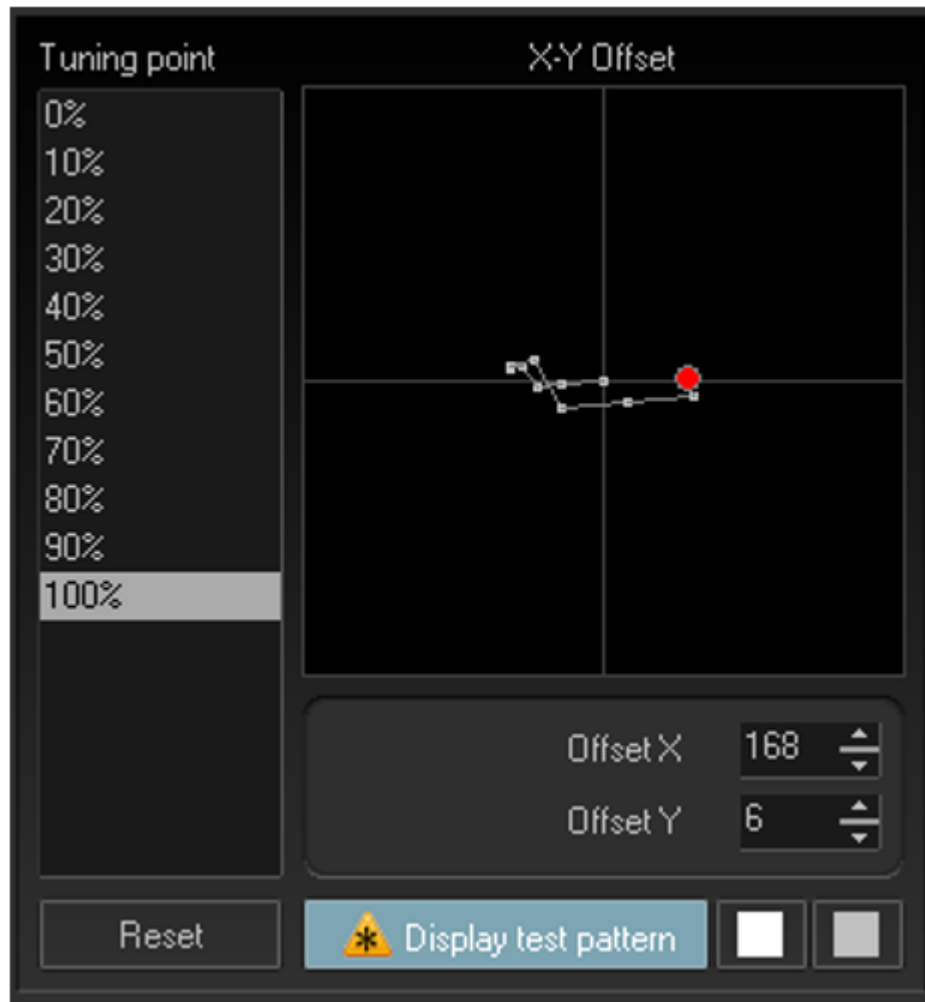 Tuning point
X-Y Offset
0%
10%
20%
30%
40%
50%
60%
70%
80%
90%
100%
Offset X 168
Offset Y 6
Reset
Display test pattern